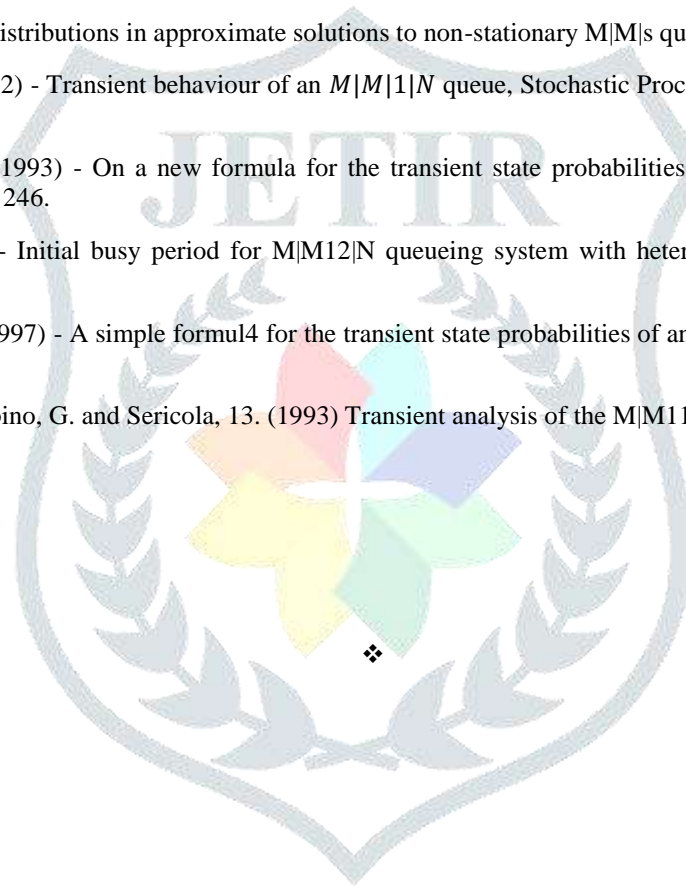 istributions in approximate solutions to non-stationary M|M|s qu
2) - Transient behaviour of an M|M|1|N queue, Stochastic Proc
JETIR
1993) - On a new formula for the transient state probabilities
246.
- Initial busy period for M|M12|N queueing system with heter
997) - A simple formul4 for the transient state probabilities of an
pino, G. and Sericola, 13. (1993) Transient analysis of the M|M11